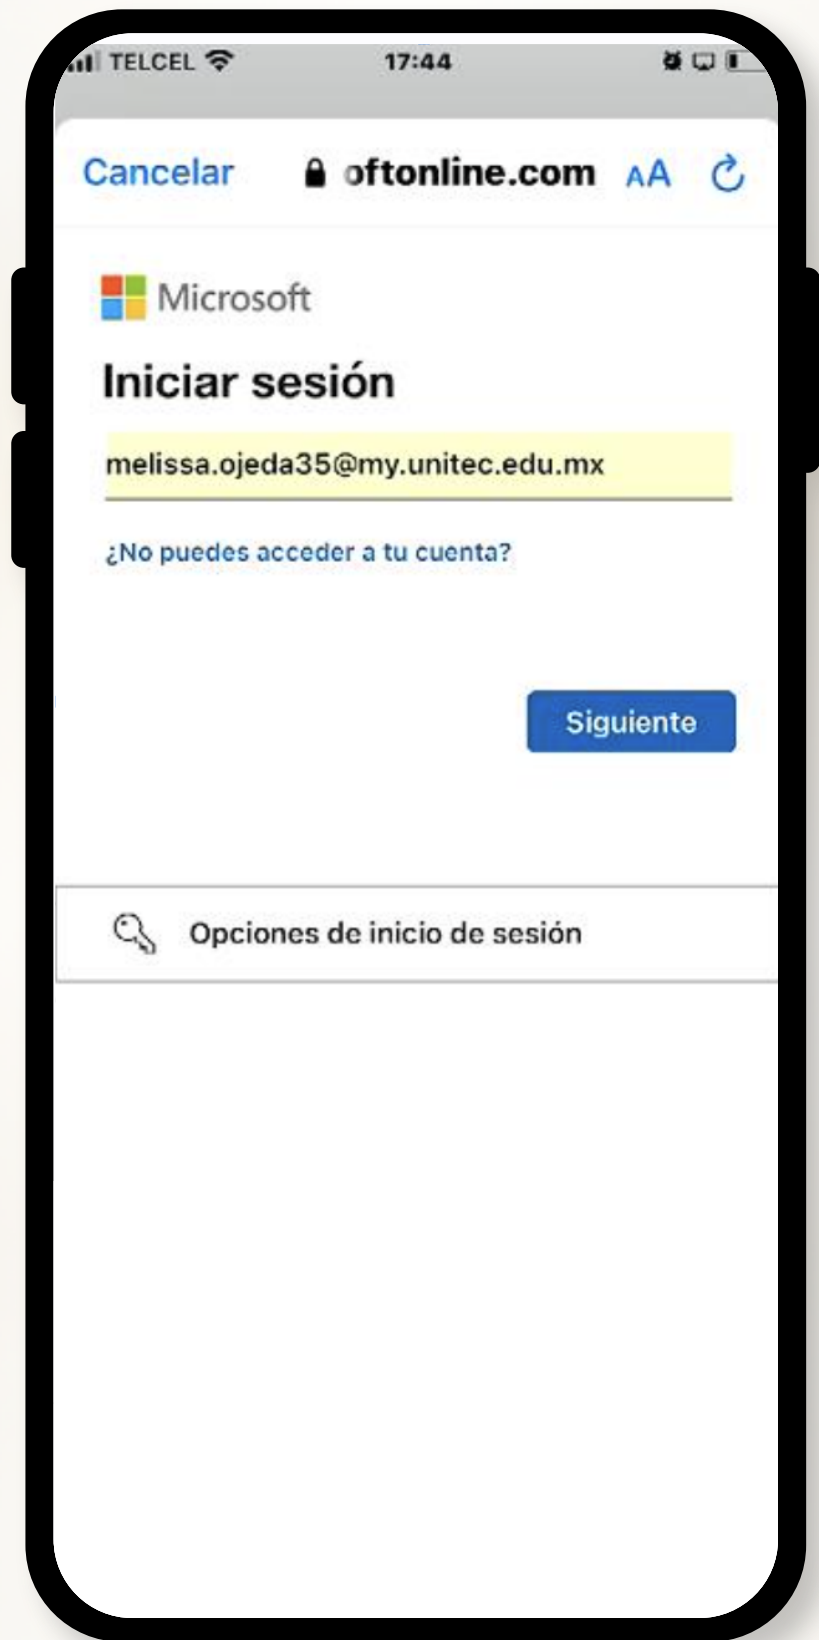 TELCEL 17:44
Cancelar oftonline.com AA
Microsoft
Iniciar sesión
melissa.ojeda35@my.unitec.edu.mx
¿No puedes acceder a tu cuenta?
Siguiente
Opciones de inicio de sesión